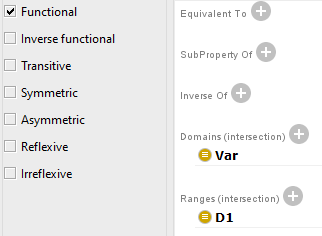 Functional
Inverse functional
Transitive
Symmetric
Asymmetric
Reflexive
Irreflexive
Equivalent To
SubProperty Of
Inverse Of
Domains (intersection)
Var
Ranges (intersection)
D1